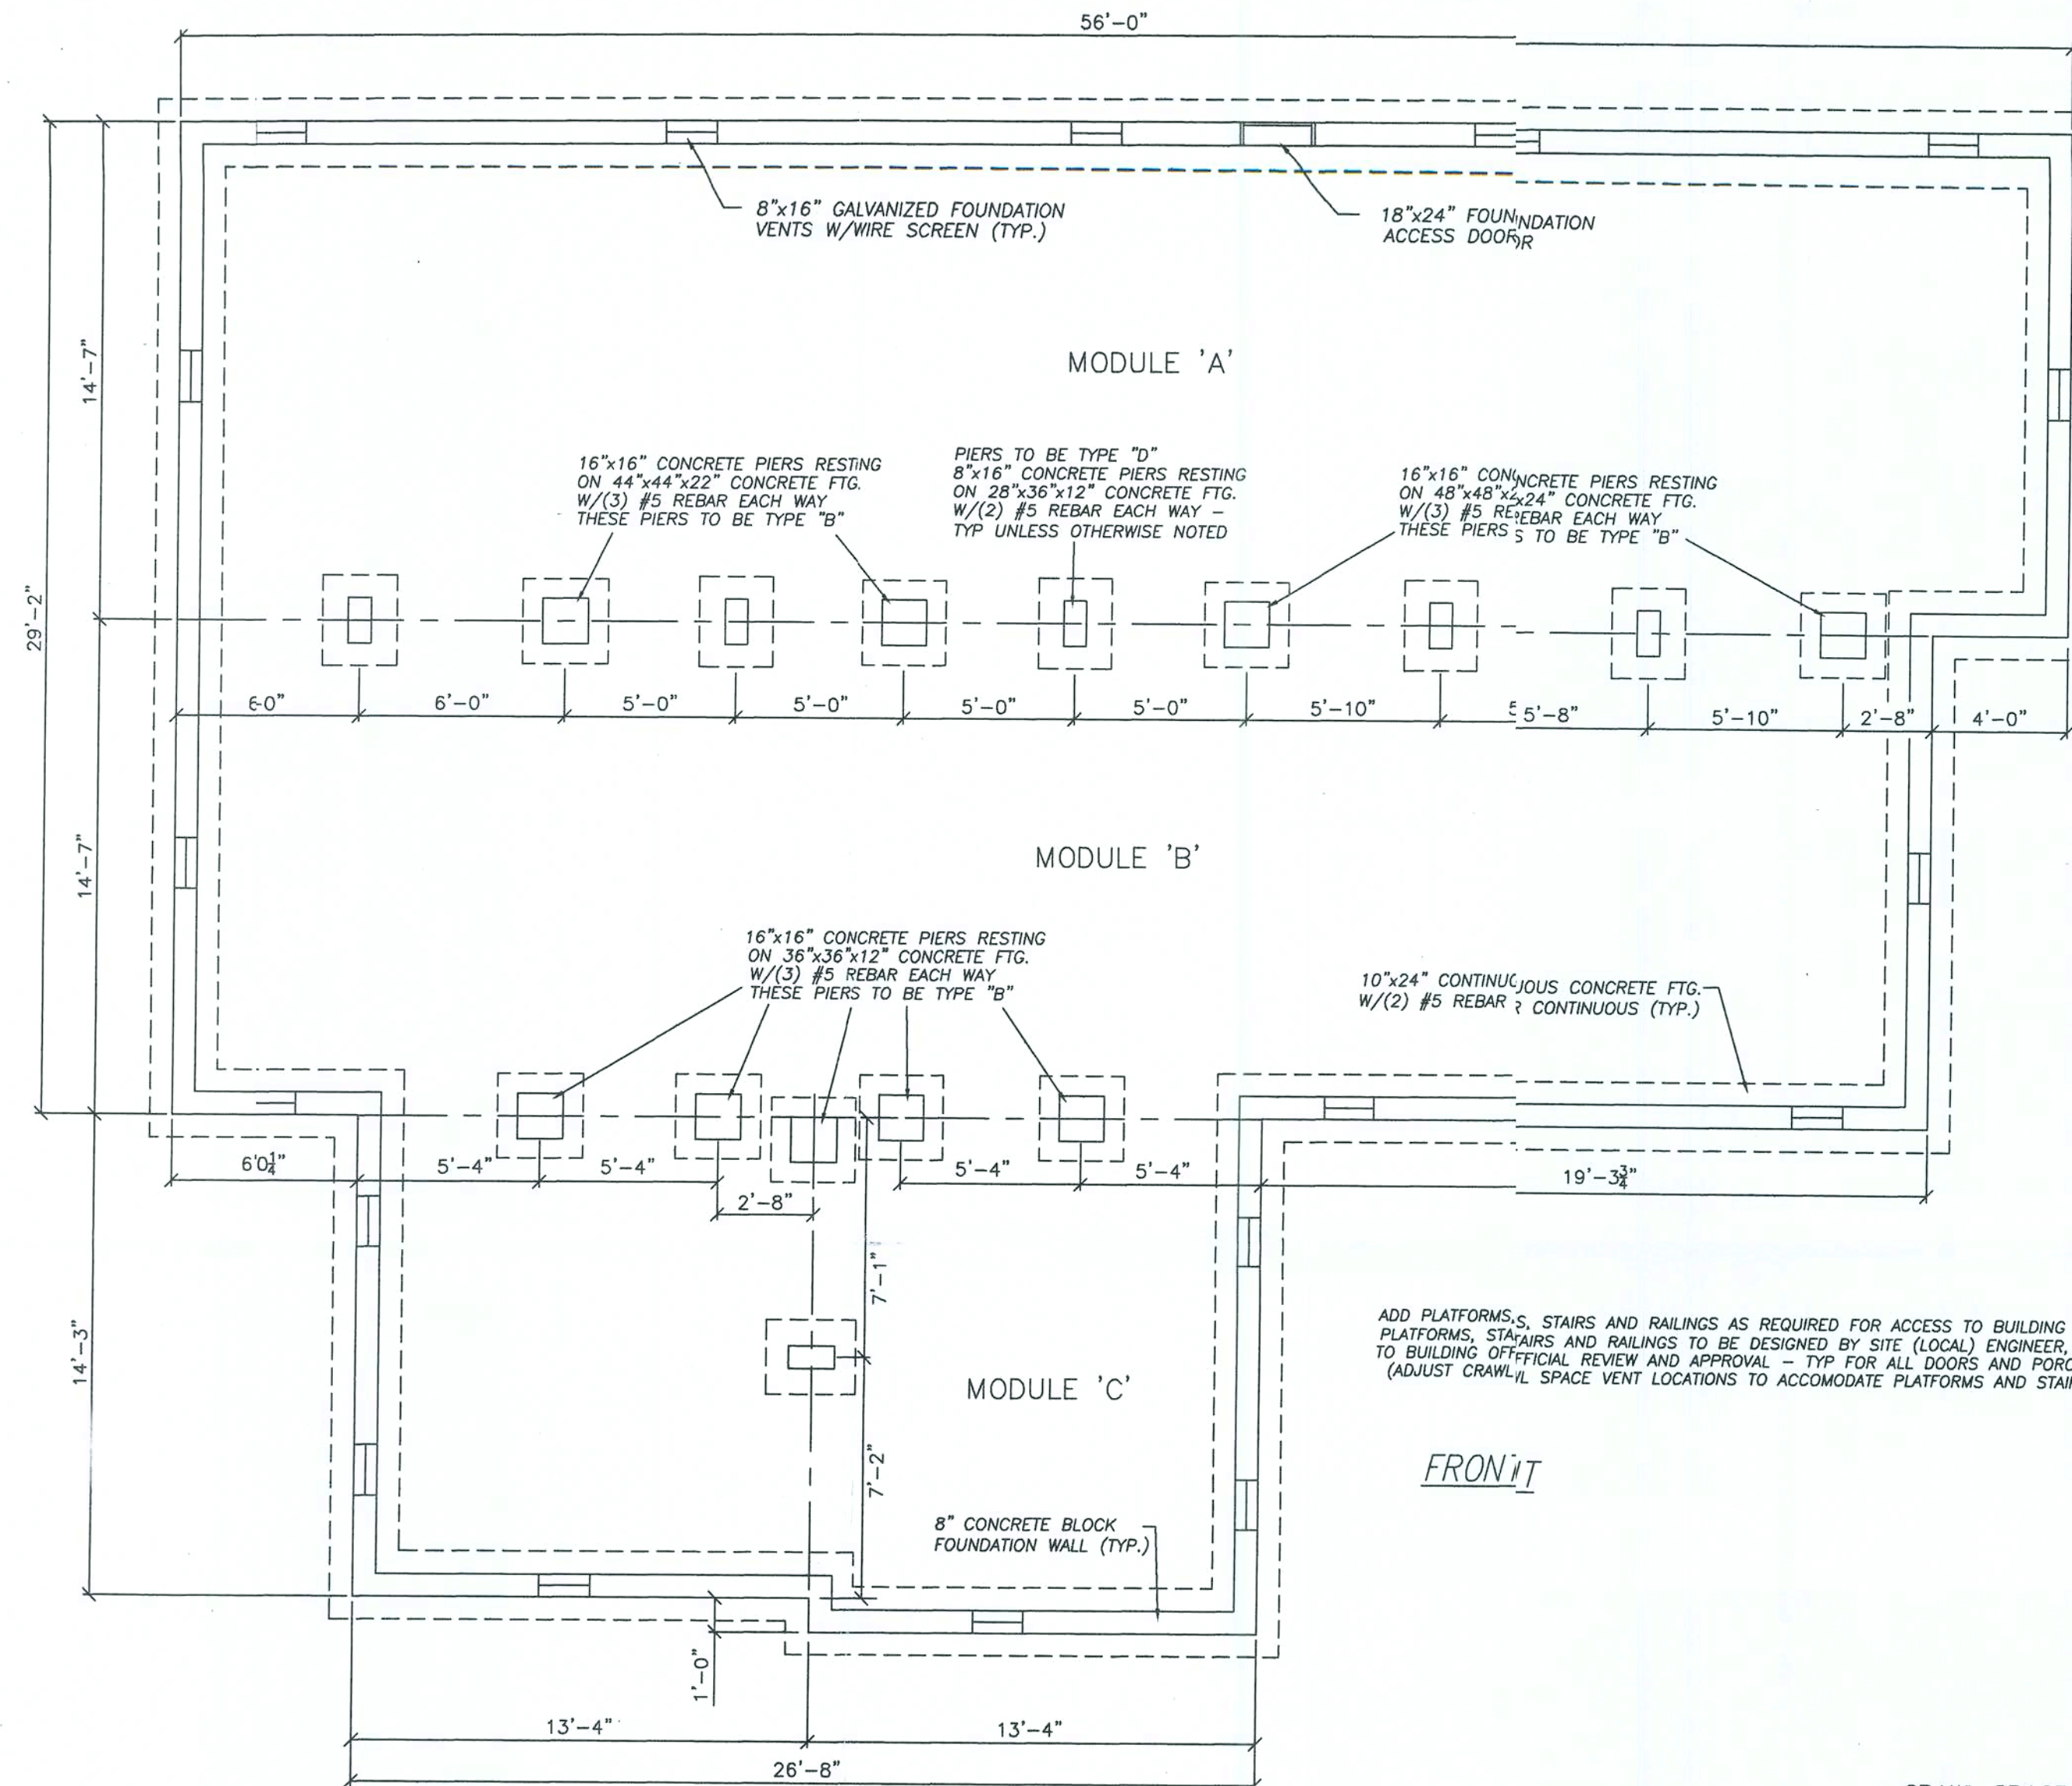 56'-0"
8"x16" GALVANIZED FOUNDATION
VENTS W/WIRE SCREEN (TYP.)
18"x24" FOUNDATION
ACCESS DOOR
14'-7"
29'-2"
MODULE 'A'
16"x16" CONCRETE PIERS RESTING
ON 44"x44"x22" CONCRETE FTG.
W/(3) #5 REBAR EACH WAY
THESE PIERS TO BE TYPE "B"
PIERS TO BE TYPE "D"
8"x16" CONCRETE PIERS RESTING
ON 28"x36"x12" CONCRETE FTG.
W/(2) #5 REBAR EACH WAY –
TYP UNLESS OTHERWISE NOTED
16"x16" CONCRETE PIERS RESTING
ON 48"x48"x24" CONCRETE FTG.
W/(3) #5 REBAR EACH WAY
THESE PIERS TO BE TYPE "B"
6-0" 6'-0" 5'-0" 5'-0" 5'-0" 5'-0" 5'-10" 5'-8" 5'-10" 2'-8" 4'-0"
14'-7"
MODULE 'B'
16"x16" CONCRETE PIERS RESTING
ON 36"x36"x12" CONCRETE FTG.
W/(3) #5 REBAR EACH WAY
THESE PIERS TO BE TYPE "B"
10"x24" CONTINUOUS CONCRETE FTG.
W/(2) #5 REBAR CONTINUOUS (TYP.)
6'0¼" 5'-4" 5'-4" 5'-4" 5'-4" 19'-3¾"
2'-8"
7'-1"
14'-3"
MODULE 'C'
7'-2"
ADD PLATFORMS, STAIRS AND RAILINGS AS REQUIRED FOR ACCESS TO BUILDING
PLATFORMS, STAIRS AND RAILINGS TO BE DESIGNED BY SITE (LOCAL) ENGINEER,
TO BUILDING OFFICIAL REVIEW AND APPROVAL – TYP FOR ALL DOORS AND PORC
(ADJUST CRAWL SPACE VENT LOCATIONS TO ACCOMODATE PLATFORMS AND STAI
FRONT
8" CONCRETE BLOCK
FOUNDATION WALL (TYP.)
1'-0"
13'-4" 13'-4"
26'-8"